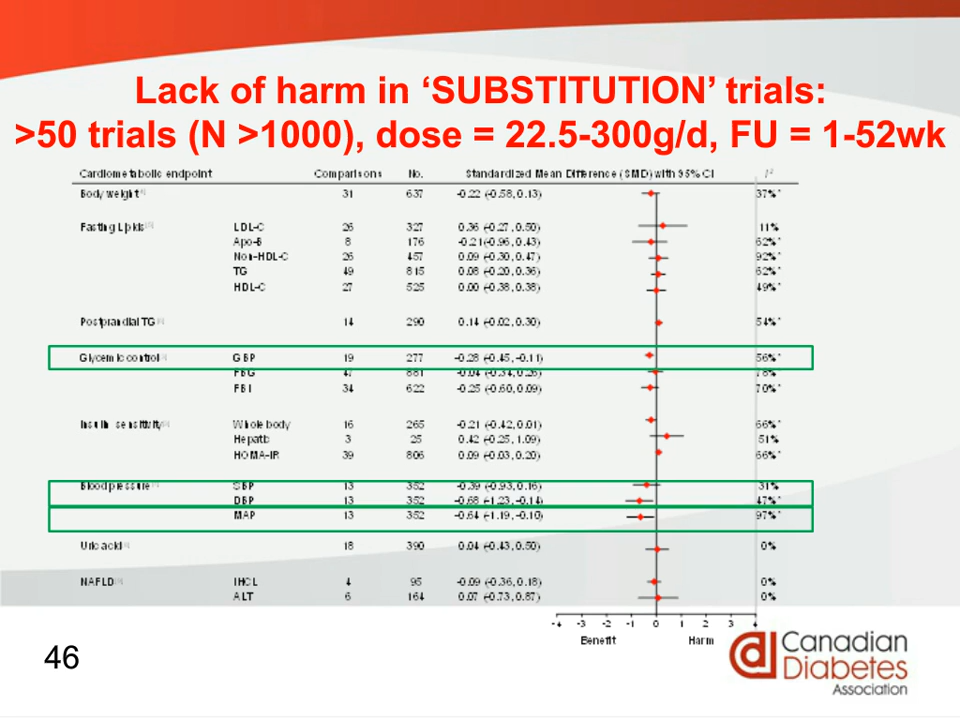 Lack of harm in ‘SUBSTITUTION’ trials:
>50 trials (N >1000), dose = 22.5-300g/d, FU = 1-52wk
Cardiometabolic endpoint Comparisons No. Standardized Mean Difference (SMD) with 95% CI I²
Body weight 31 637 -0.22 (-0.58, 0.13) 37%*
Fasting Lipids LDL-C 26 327 0.36 (-0.27, 0.50) 11%
Apo-B 8 176 -0.21 (-0.96, 0.43) 62%*
Non-HDL-C 26 457 0.09 (-0.30, 0.47) 92%*
TG 49 815 0.08 (-0.20, 0.36) 62%*
HDL-C 27 525 0.00 (-0.38, 0.38) 49%*
Postprandial TG 14 290 0.14 (-0.02, 0.30) 54%*
Glycemic control GBP 19 277 -0.28 (-0.45, -0.11) 56%*
FBG 47 881 -0.04 78%*
FBI 34 622 -0.25 (-0.60, 0.09) 70%*
Insulin sensitivity Whole body 16 265 -0.21 (-0.42, 0.01) 66%*
Hepatic 3 25 0.42 (-0.25, 1.09) 51%
HOMA-IR 39 806 0.09 (-0.03, 0.20) 66%*
Blood pressure SBP 13 352 -0.39 (-0.93, 0.16) 31%
DBP 13 352 -0.68 (-1.23, -0.14) 47%*
MAP 13 352 -0.64 (-1.19, -0.10) 97%*
Uric acid 18 390 0.04 (-0.43, 0.50) 0%
NAFLD IHCL 4 95 -0.09 (-0.36, 0.18) 0%
ALT 6 164 0.07 (-0.73, 0.87) 0%
-4 -3 -2 -1 0 1 2 3 4
Benefit Harm
46
Canadian
Diabetes
Association